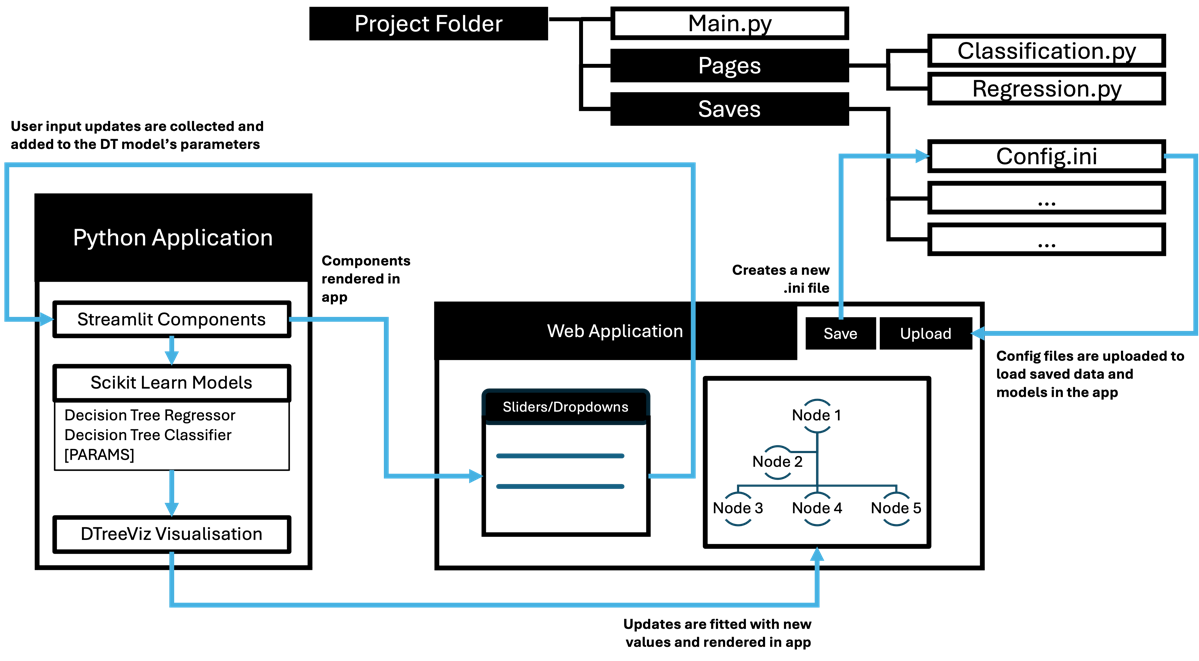 Project Folder
Main.py
Pages
Saves
Classification.py
Regression.py
Config.ini
...
...
User input updates are collected and
added to the DT model’s parameters
Python Application
Streamlit Components
Scikit Learn Models
Decision Tree Regressor
Decision Tree Classifier
[PARAMS]
DTreeViz Visualisation
Components
rendered in
app
Creates a new
.ini file
Web Application
Save
Upload
Config files are uploaded to
load saved data and
models in the app
Sliders/Dropdowns
Node 1
Node 2
Node 3
Node 4
Node 5
Updates are fitted with new
values and rendered in app